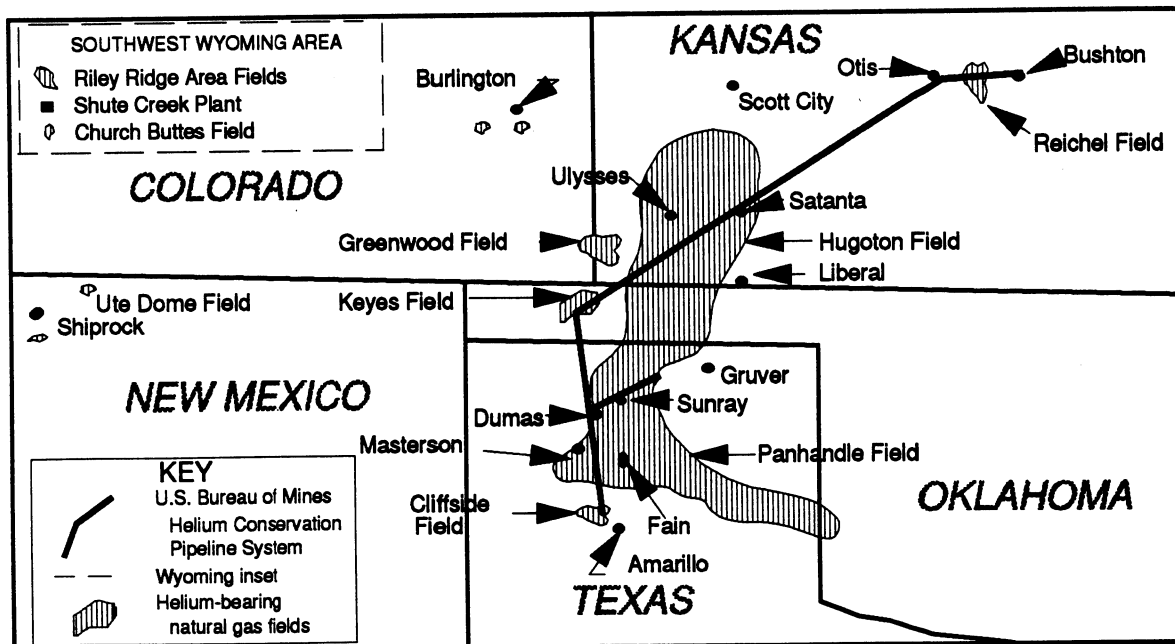 SOUTHWEST WYOMING AREA
Riley Ridge Area Fields
Shute Creek Plant
Church Buttes Field
COLORADO
Burlington
KANSAS
Scott City
Otis
Bushton
Reichel Field
Ulysses
Satanta
Greenwood Field
Hugoton Field
Liberal
Keyes Field
Ute Dome Field
Shiprock
NEW MEXICO
Gruver
Sunray
Dumas
Masterson
Panhandle Field
Cliffside
Field
Fain
Amarillo
OKLAHOMA
TEXAS
KEY
U.S. Bureau of Mines
Helium Conservation
Pipeline System
Wyoming inset
Helium-bearing
natural gas fields